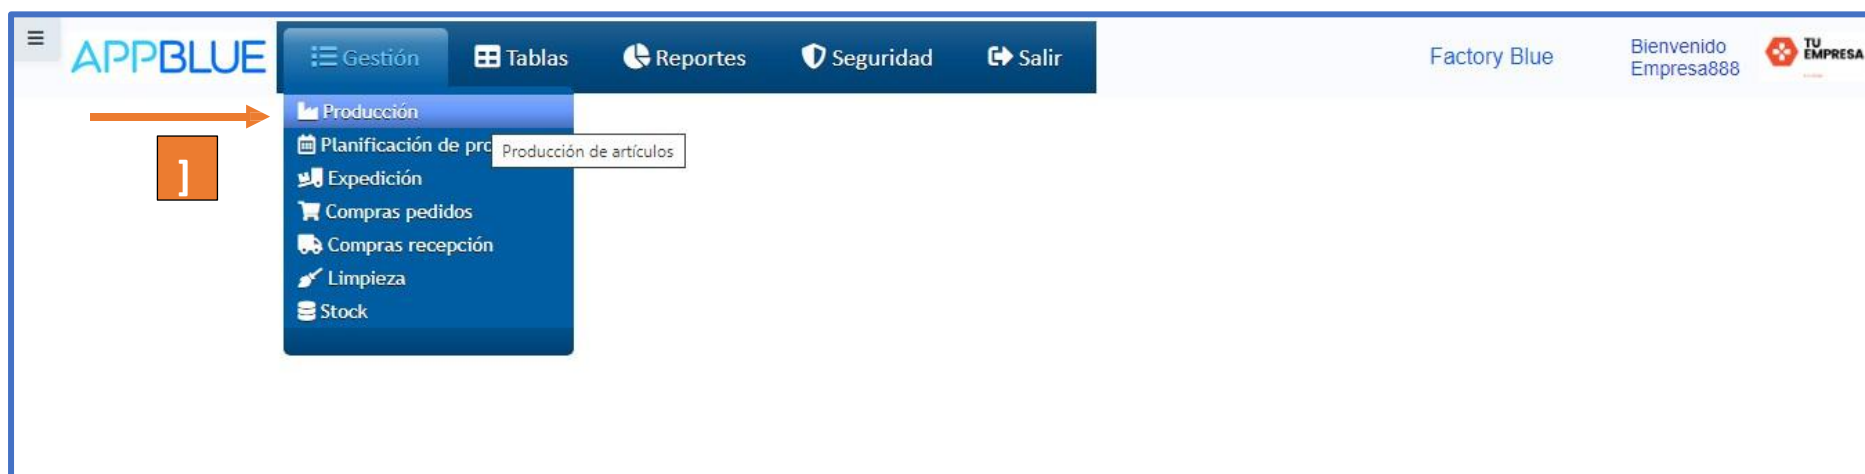 APPBLUE Gestión Tablas Reportes Seguridad Salir Factory Blue Bienvenido
Empresa888 TU
EMPRESA
Producción
Planificación de pro
Producción de artículos
]
Expedición
Compras pedidos
Compras recepción
Limpieza
Stock